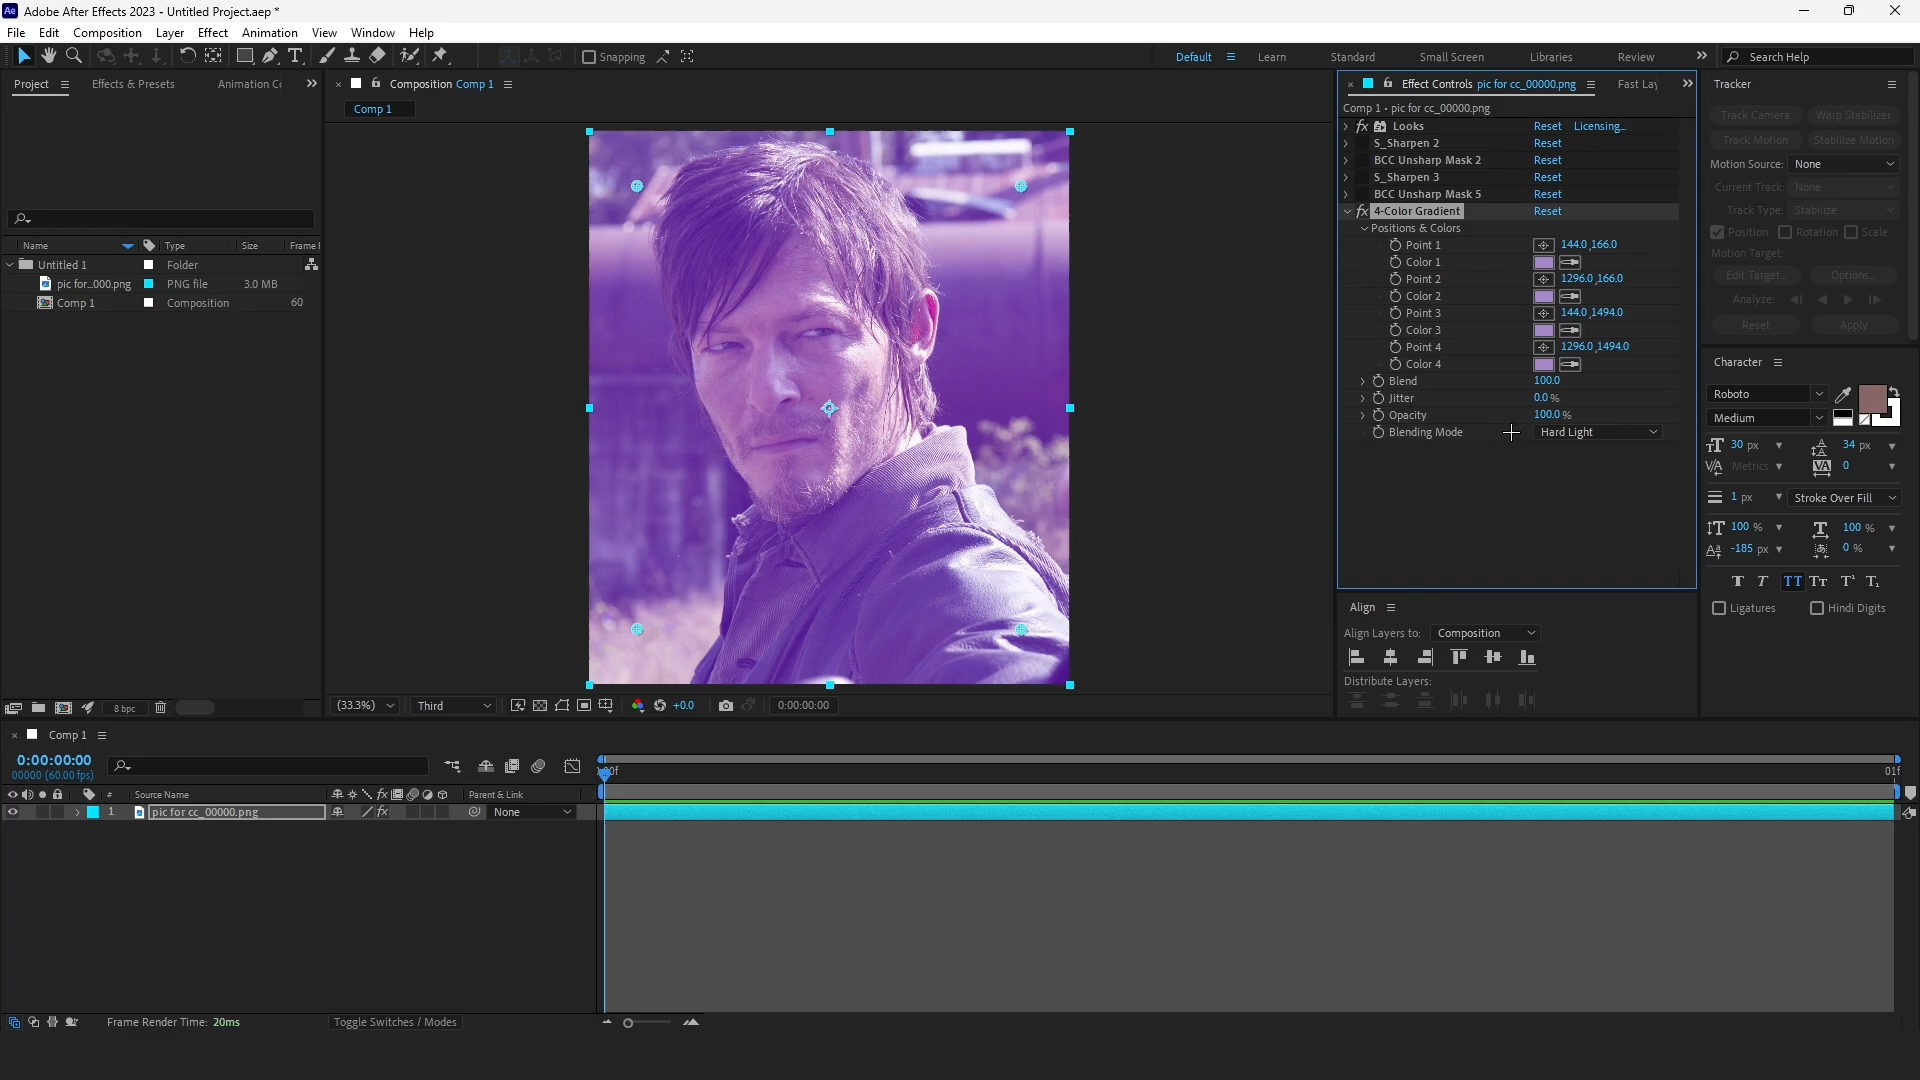 Ae Adobe After Effects 2023 - Untitled Project.aep *
File Edit Composition Layer Effect Animation View Window Help
Snapping Default Learn Standard Small Screen Libraries Review Search Help
Project Effects & Presets Animation Co
Name Type Size Frame
Untitled 1 Folder
pic for...000.png PNG file 3.0 MB
Comp 1 Composition 60
8 bpc
Composition Comp 1
Comp 1
(33.3%) Third +0.0 0:00:00:00
Effect Controls pic for cc_00000.png Fast Lay
Comp 1 • pic for cc_00000.png
fx Looks Reset Licensing...
S_Sharpen 2 Reset
BCC Unsharp Mask 2 Reset
S_Sharpen 3 Reset
BCC Unsharp Mask 5 Reset
fx 4-Color Gradient Reset
Positions & Colors
Point 1 144.0,166.0
Color 1
Point 2 1296.0,166.0
Color 2
Point 3 144.0,1494.0
Color 3
Point 4 1296.0,1494.0
Color 4
Blend 100.0
Jitter 0.0 %
Opacity 100.0 %
Blending Mode Hard Light
Align
Align Layers to: Composition
Distribute Layers:
Tracker
Track Camera Warp Stabilizer
Track Motion Stabilize Motion
Motion Source: None
Current Track: None
Track Type: Stabilize
Position Rotation Scale
Motion Target:
Edit Target... Options...
Analyze:
Reset Apply
Character
Roboto
Medium
30 px 34 px
Metrics 0
1 px Stroke Over Fill
100 % 100 %
-185 px 0 %
T T TT Tt T¹ T₁
Ligatures Hindi Digits
Comp 1
0:00:00:00
00000 (60.00 fps) :00f 01f
# Source Name fx Parent & Link
1 pic for cc_00000.png fx None
Frame Render Time: 20ms Toggle Switches / Modes